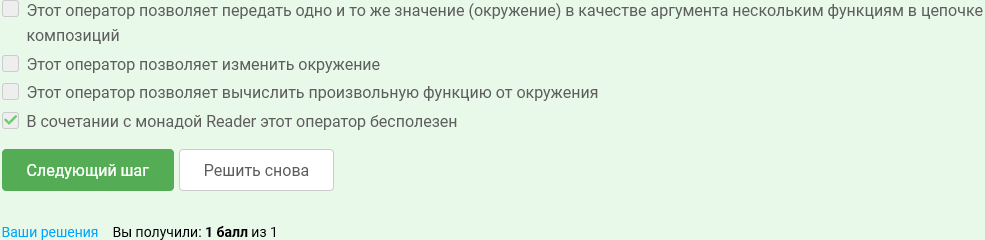 Этот оператор позволяет передать одно и то же значение (окружение) в качестве аргумента нескольким функциям в цепочке
композиций
Этот оператор позволяет изменить окружение
Этот оператор позволяет вычислить произвольную функцию от окружения
В сочетании с монадой Reader этот оператор бесполезен
Следующий шаг Решить снова
Ваши решения Вы получили: 1 балл из 1